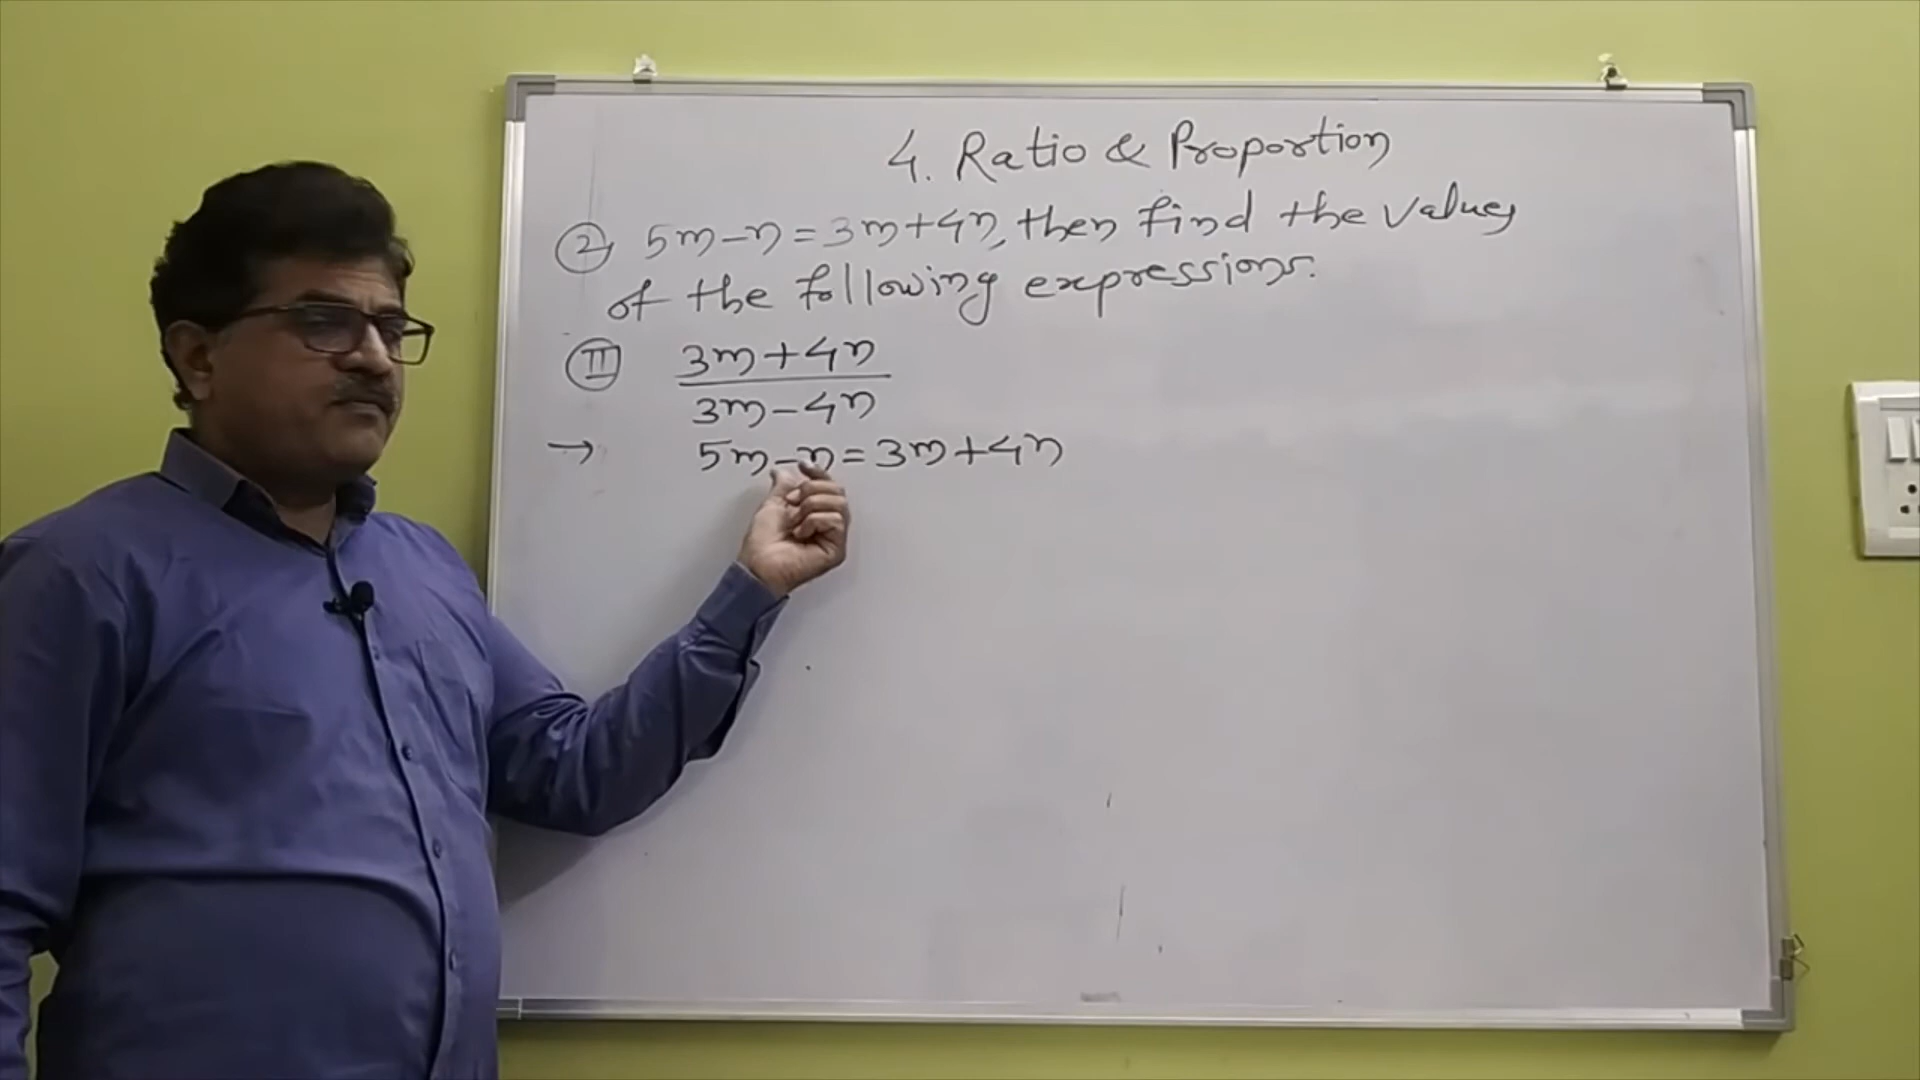 4. Ratio & Proportion
② 5m-n=3m+4n, then find the values
of the following expressions.
Ⅲ 3m+4n
3m-4n
→ 5m-n=3m+4n